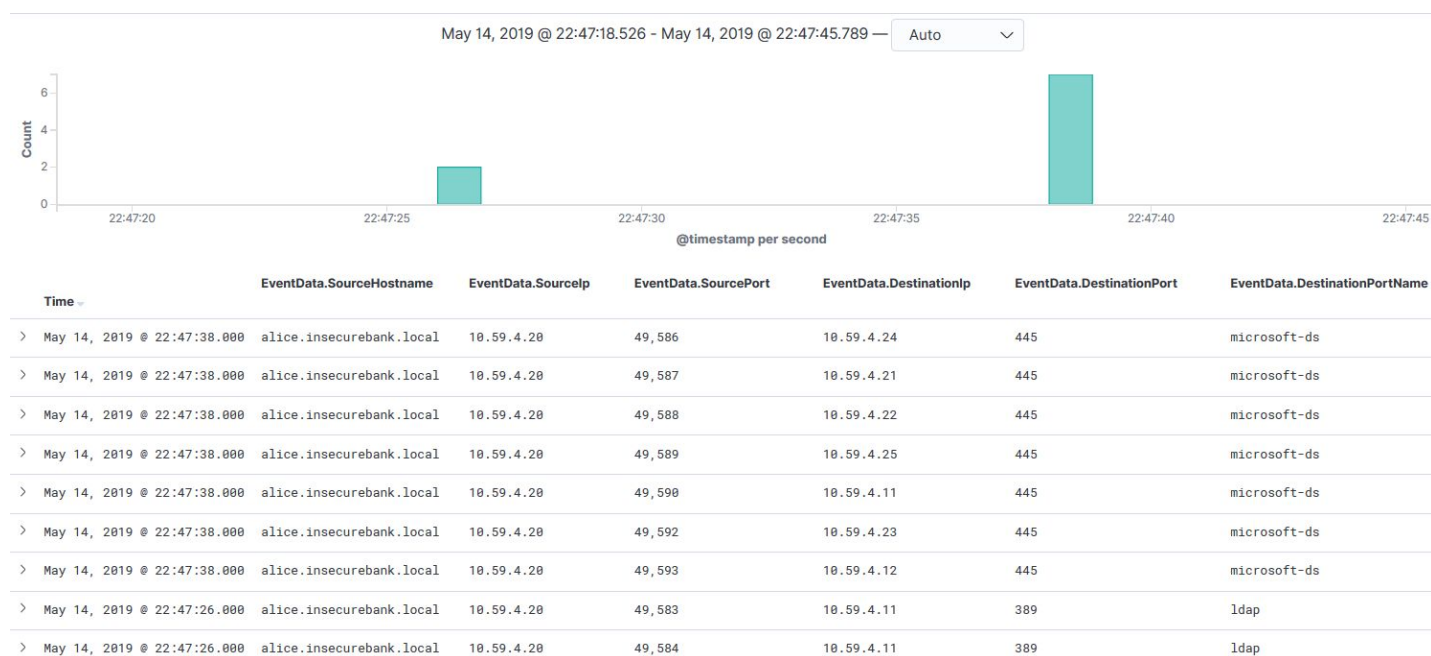 May 14, 2019 @ 22:47:18.526 - May 14, 2019 @ 22:47:45.789 — Auto
6
4
2
0
Count
22:47:20 22:47:25 22:47:30 22:47:35 22:47:40 22:47:45
@timestamp per second
Time EventData.SourceHostname EventData.SourceIp EventData.SourcePort EventData.DestinationIp EventData.DestinationPort EventData.DestinationPortName
May 14, 2019 @ 22:47:38.000 alice.insecurebank.local 10.59.4.20 49,586 10.59.4.24 445 microsoft-ds
May 14, 2019 @ 22:47:38.000 alice.insecurebank.local 10.59.4.20 49,587 10.59.4.21 445 microsoft-ds
May 14, 2019 @ 22:47:38.000 alice.insecurebank.local 10.59.4.20 49,588 10.59.4.22 445 microsoft-ds
May 14, 2019 @ 22:47:38.000 alice.insecurebank.local 10.59.4.20 49,589 10.59.4.25 445 microsoft-ds
May 14, 2019 @ 22:47:38.000 alice.insecurebank.local 10.59.4.20 49,590 10.59.4.11 445 microsoft-ds
May 14, 2019 @ 22:47:38.000 alice.insecurebank.local 10.59.4.20 49,592 10.59.4.23 445 microsoft-ds
May 14, 2019 @ 22:47:38.000 alice.insecurebank.local 10.59.4.20 49,593 10.59.4.12 445 microsoft-ds
May 14, 2019 @ 22:47:26.000 alice.insecurebank.local 10.59.4.20 49,583 10.59.4.11 389 ldap
May 14, 2019 @ 22:47:26.000 alice.insecurebank.local 10.59.4.20 49,584 10.59.4.11 389 ldap